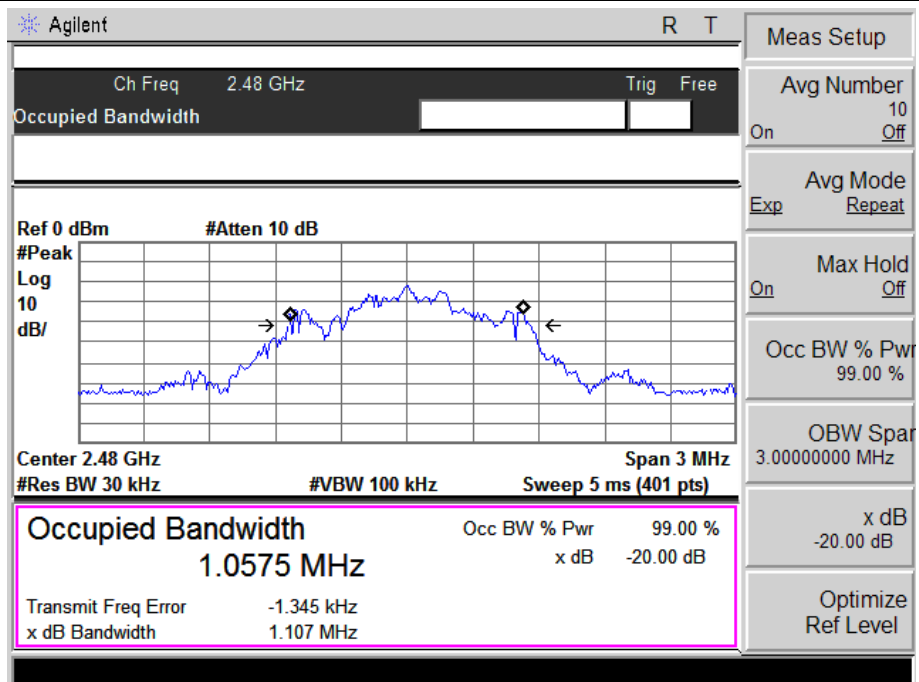 Agilent R T
Meas Setup
Ch Freq 2.48 GHz Trig Free
Occupied Bandwidth
Avg Number
10
On Off
Avg Mode
Exp Repeat
Max Hold
On Off
Occ BW % Pwr
99.00 %
OBW Span
3.00000000 MHz
x dB
-20.00 dB
Optimize
Ref Level
Ref 0 dBm #Atten 10 dB
#Peak
Log
10
dB/
Center 2.48 GHz Span 3 MHz
#Res BW 30 kHz #VBW 100 kHz Sweep 5 ms (401 pts)
Occupied Bandwidth Occ BW % Pwr 99.00 %
1.0575 MHz x dB -20.00 dB
Transmit Freq Error -1.345 kHz
x dB Bandwidth 1.107 MHz